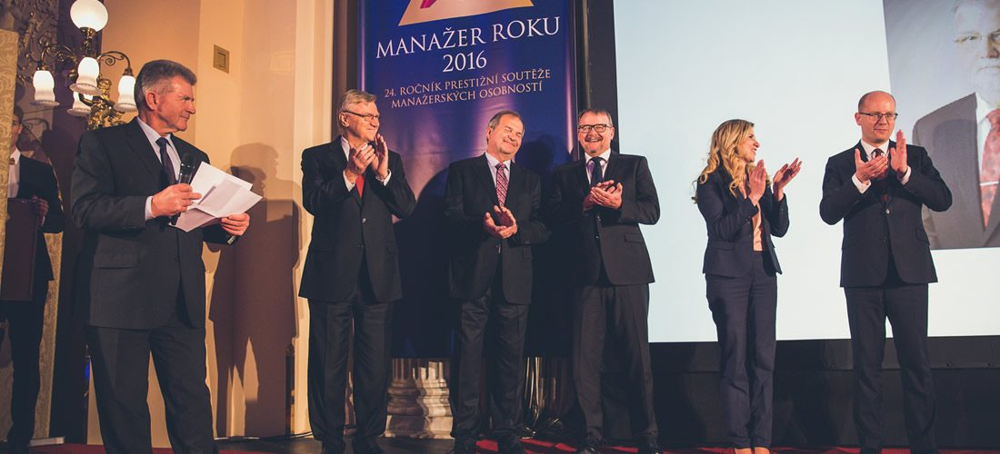 MANAŽER ROKU
2016
24. ROČNÍK PRESTIŽNÍ SOUTĚŽE
MANAŽERSKÝCH OSOBNOSTÍ